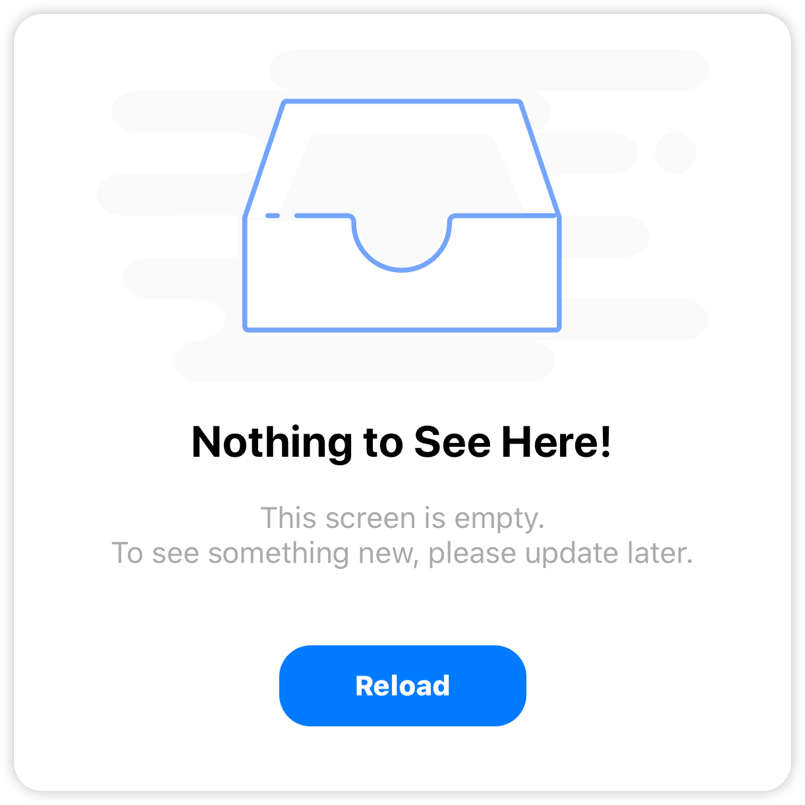 Nothing to See Here!
This screen is empty.
To see something new, please update later.
Reload